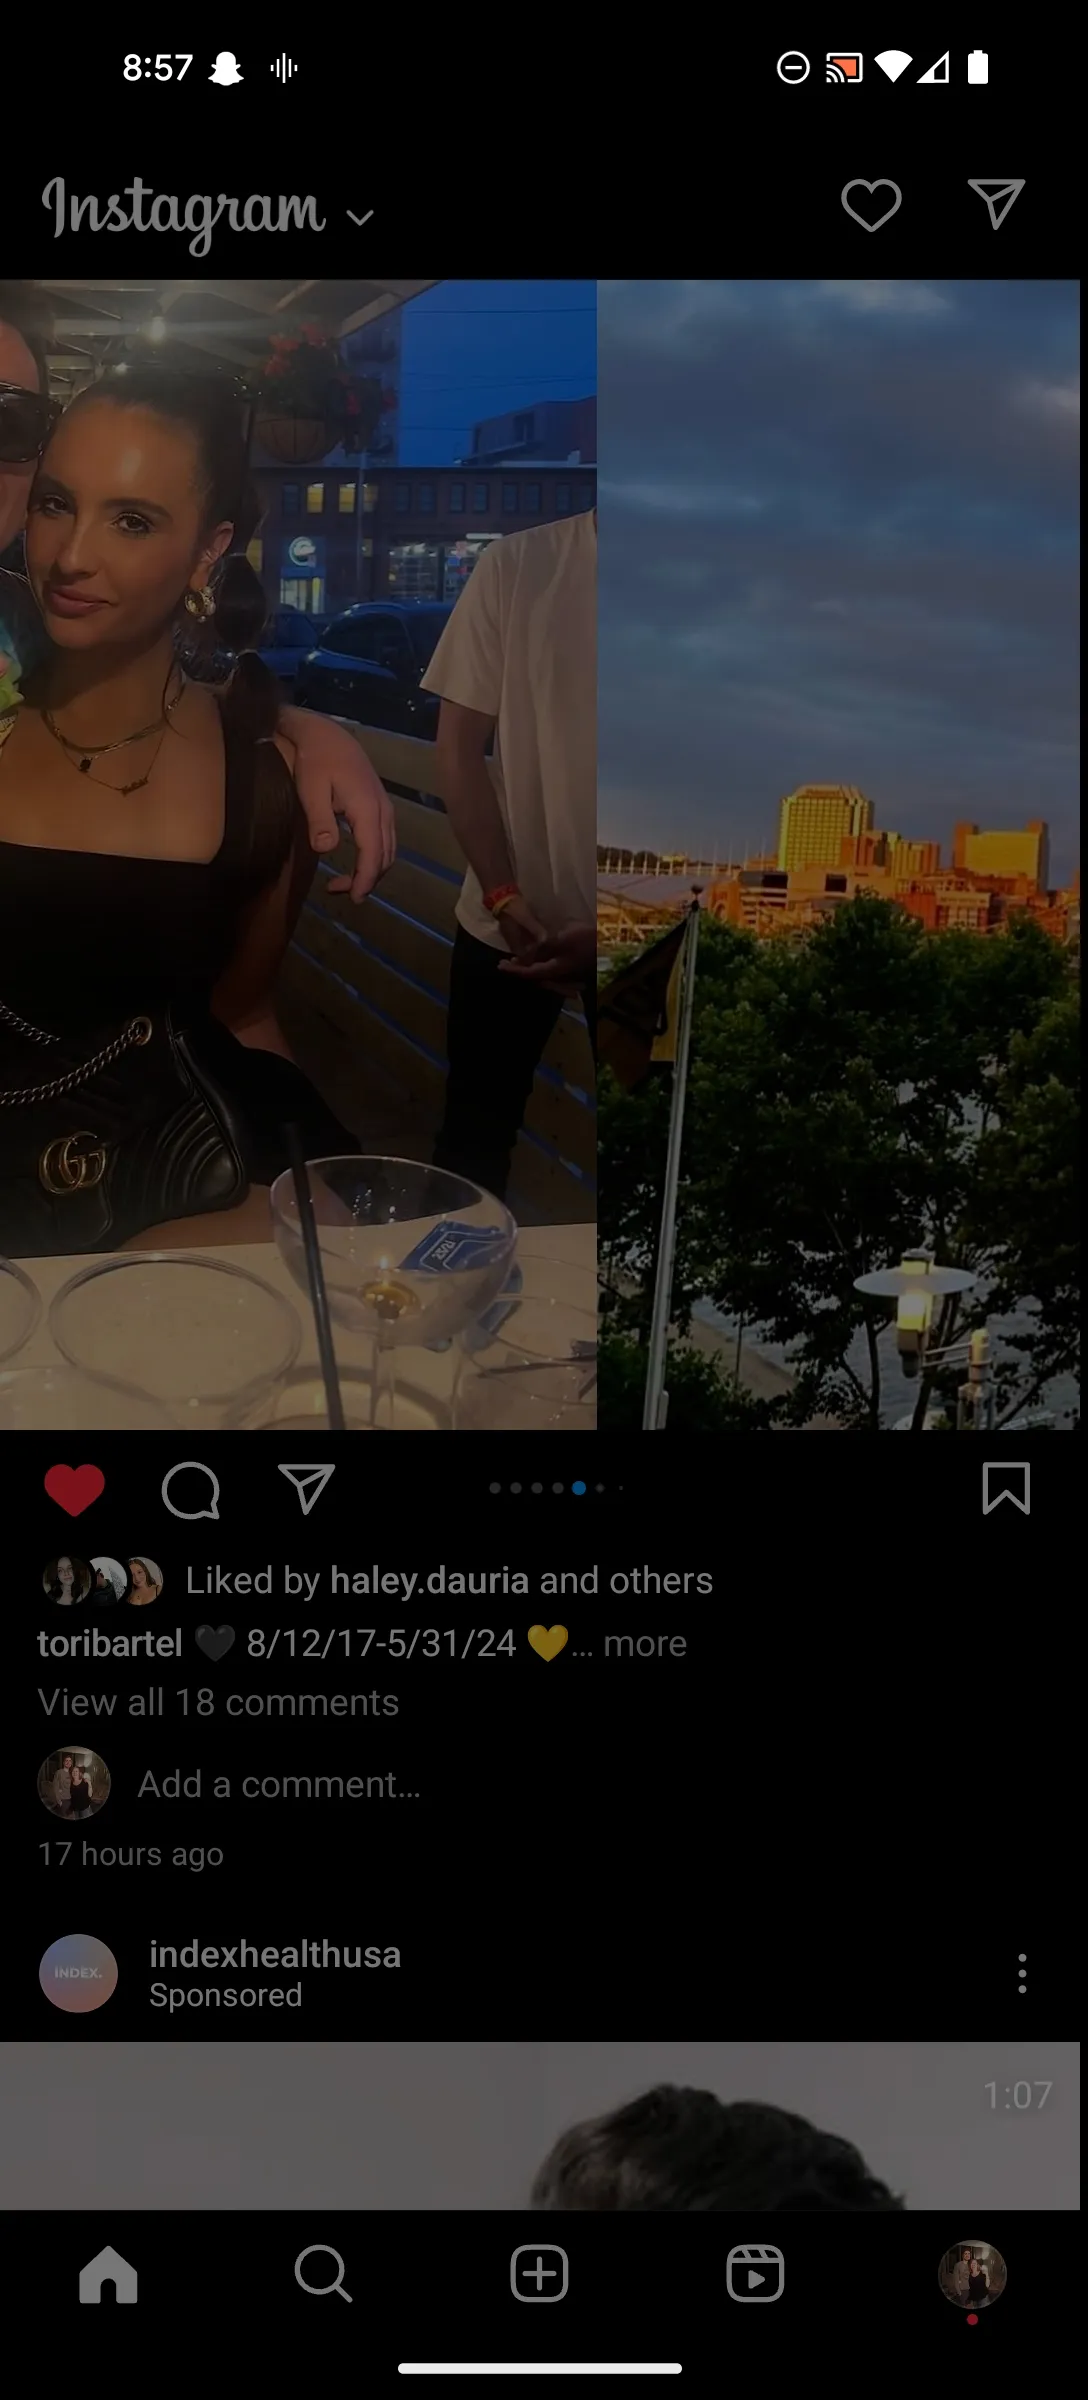 8:57
Instagram
Liked by haley.dauria and others
toribartel 🖤 8/12/17-5/31/24 💛... more
View all 18 comments
Add a comment...
17 hours ago
INDEX.
indexhealthusa
Sponsored
1:07